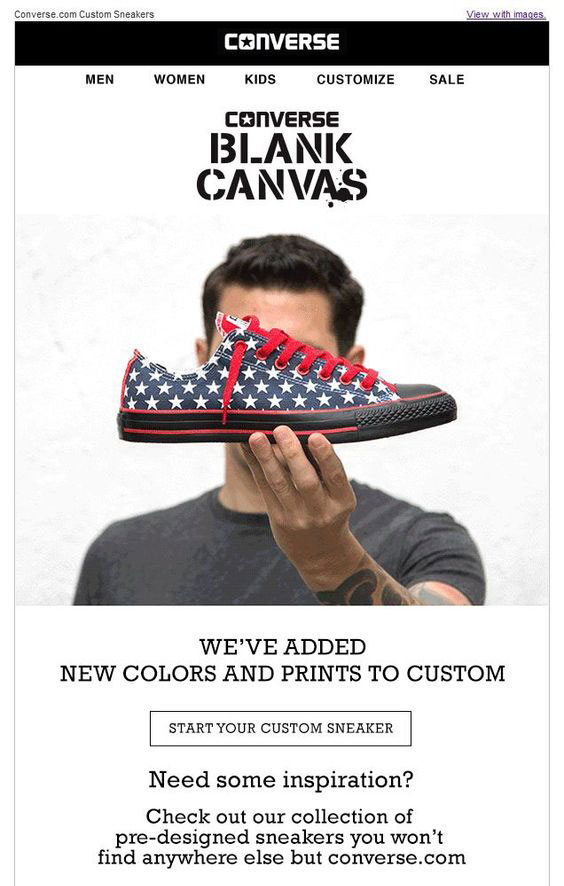 Converse.com Custom Sneakers
View with images.
CONVERSE
MEN WOMEN KIDS CUSTOMIZE SALE
CONVERSE
BLANK
CANVAS
WE'VE ADDED
NEW COLORS AND PRINTS TO CUSTOM
START YOUR CUSTOM SNEAKER
Need some inspiration?
Check out our collection of
pre-designed sneakers you won't
find anywhere else but converse.com